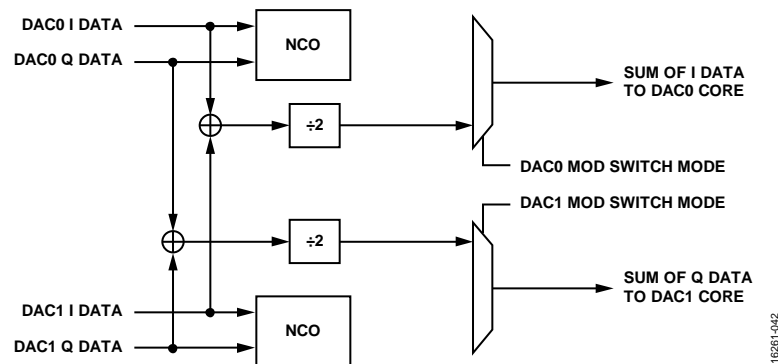 DAC0 I DATA
DAC0 Q DATA
NCO
÷2
SUM OF I DATA
TO DAC0 CORE
DAC0 MOD SWITCH MODE
DAC1 MOD SWITCH MODE
÷2
SUM OF Q DATA
TO DAC1 CORE
DAC1 I DATA
DAC1 Q DATA
NCO
16261-042